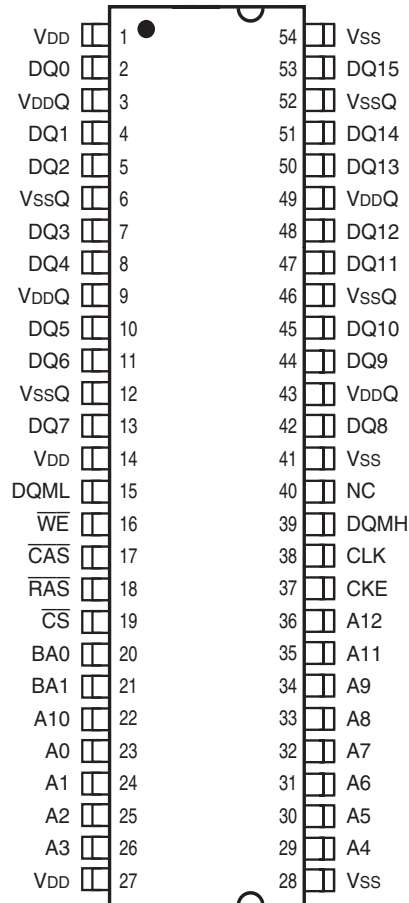 VDD 1 54 VSS
DQ0 2 53 DQ15
VDDQ 3 52 VSSQ
DQ1 4 51 DQ14
DQ2 5 50 DQ13
VSSQ 6 49 VDDQ
DQ3 7 48 DQ12
DQ4 8 47 DQ11
VDDQ 9 46 VSSQ
DQ5 10 45 DQ10
DQ6 11 44 DQ9
VSSQ 12 43 VDDQ
DQ7 13 42 DQ8
VDD 14 41 VSS
DQML 15 40 NC
W̅E̅ 16 39 DQMH
C̅A̅S̅ 17 38 CLK
R̅A̅S̅ 18 37 CKE
C̅S̅ 19 36 A12
BA0 20 35 A11
BA1 21 34 A9
A10 22 33 A8
A0 23 32 A7
A1 24 31 A6
A2 25 30 A5
A3 26 29 A4
VDD 27 28 VSS